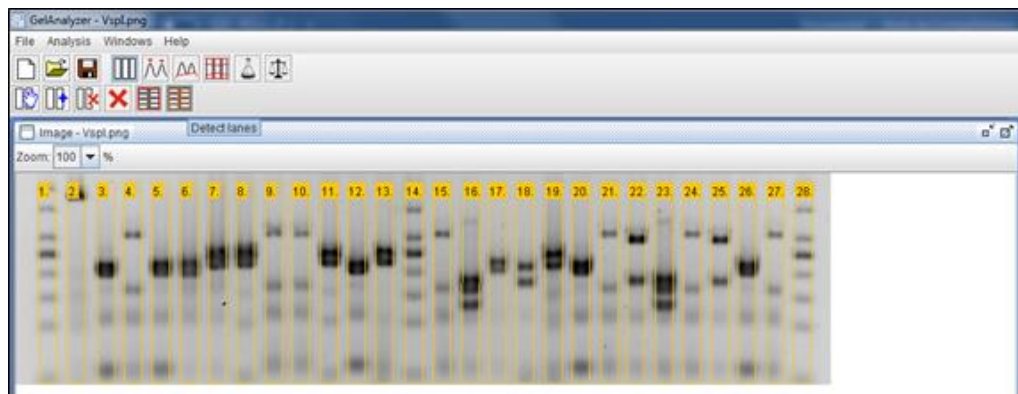 GelAnalyzer - VspI.png
File Analysis Windows Help
Detect lanes
Image - VspI.png
Zoom: 100 %
1. 2. 3. 4. 5. 6. 7. 8. 9. 10. 11. 12. 13. 14. 15. 16. 17. 18. 19. 20. 21. 22. 23. 24. 25. 26. 27. 28.